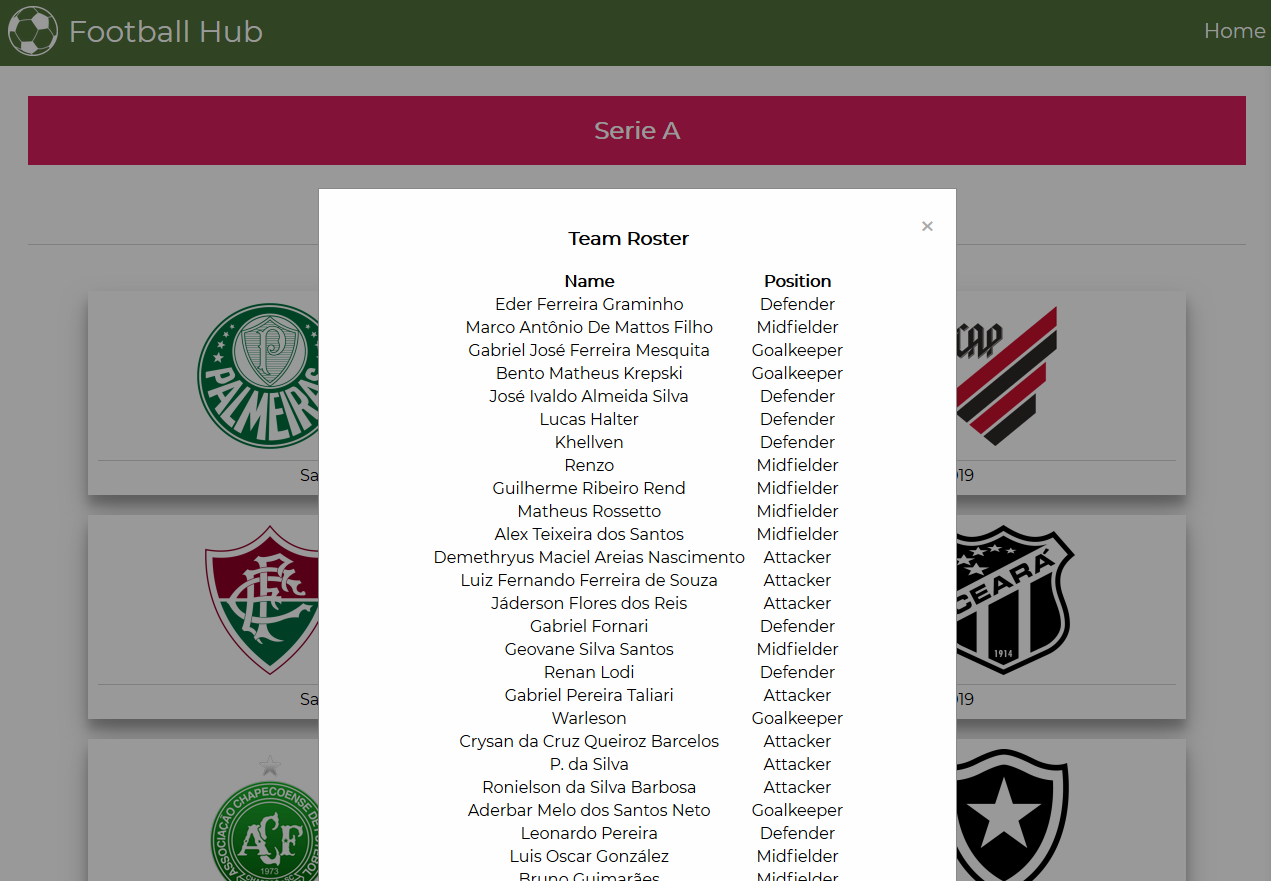 Football Hub
Home
Serie A
×
Team Roster
Name Position
Eder Ferreira Graminho Defender
Marco Antônio De Mattos Filho Midfielder
Gabriel José Ferreira Mesquita Goalkeeper
Bento Matheus Krepski Goalkeeper
José Ivaldo Almeida Silva Defender
Lucas Halter Defender
Khellven Defender
Renzo Midfielder
Guilherme Ribeiro Rend Midfielder
Matheus Rossetto Midfielder
Alex Teixeira dos Santos Midfielder
Demethryus Maciel Areias Nascimento Attacker
Luiz Fernando Ferreira de Souza Attacker
Jáderson Flores dos Reis Attacker
Gabriel Fornari Defender
Geovane Silva Santos Midfielder
Renan Lodi Defender
Gabriel Pereira Taliari Attacker
Warleson Goalkeeper
Crysan da Cruz Queiroz Barcelos Attacker
P. da Silva Attacker
Ronielson da Silva Barbosa Attacker
Aderbar Melo dos Santos Neto Goalkeeper
Leonardo Pereira Defender
Luis Oscar González Midfielder
Bruno Guimarães Midfielder
P
PALMEIRAS
CAP
Sa
19
FFC
CEARÁ
1914
Sa
19
ASSOCIAÇÃO CHAPECOENSE DE
ACF
1973